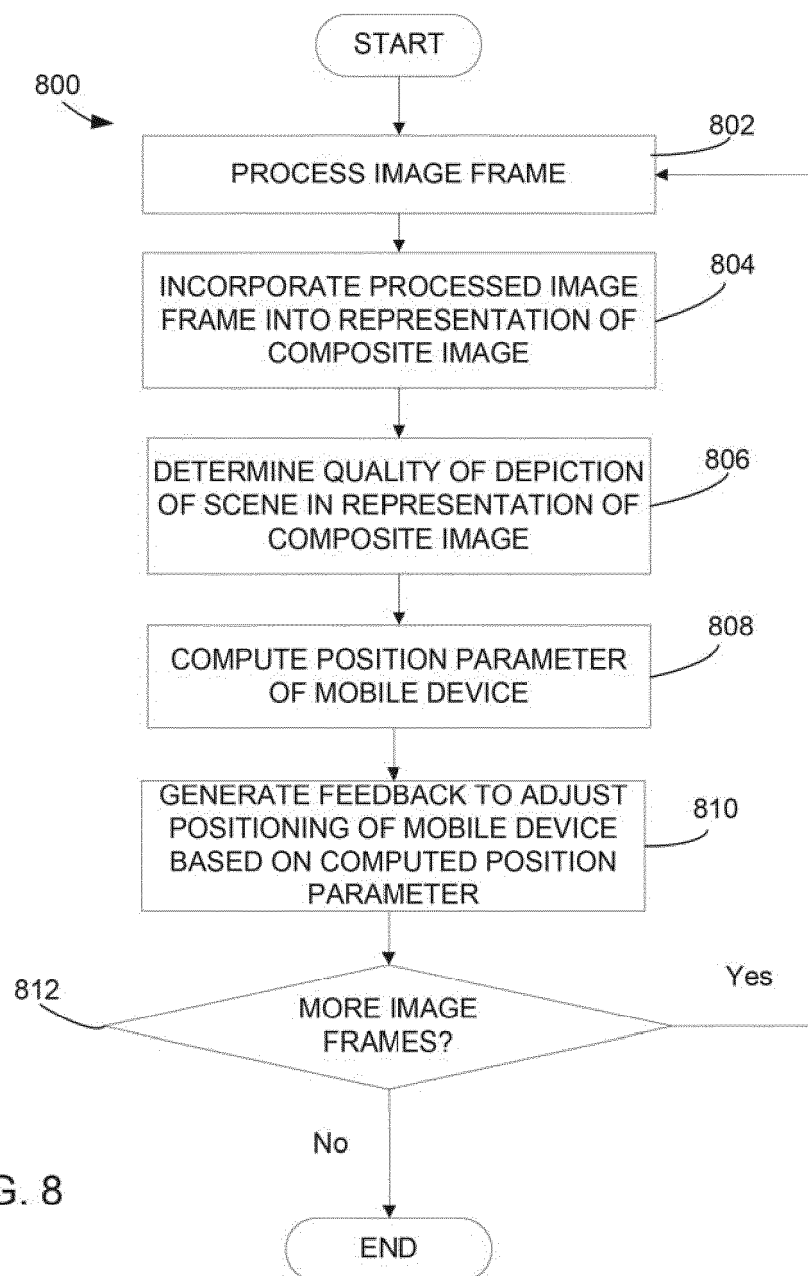 START
800
802
PROCESS IMAGE FRAME
804
INCORPORATE PROCESSED IMAGE
FRAME INTO REPRESENTATION OF
COMPOSITE IMAGE
806
DETERMINE QUALITY OF DEPICTION
OF SCENE IN REPRESENTATION OF
COMPOSITE IMAGE
808
COMPUTE POSITION PARAMETER
OF MOBILE DEVICE
810
GENERATE FEEDBACK TO ADJUST
POSITIONING OF MOBILE DEVICE
BASED ON COMPUTED POSITION
PARAMETER
812
MORE IMAGE
FRAMES?
Yes
No
G. 8
END